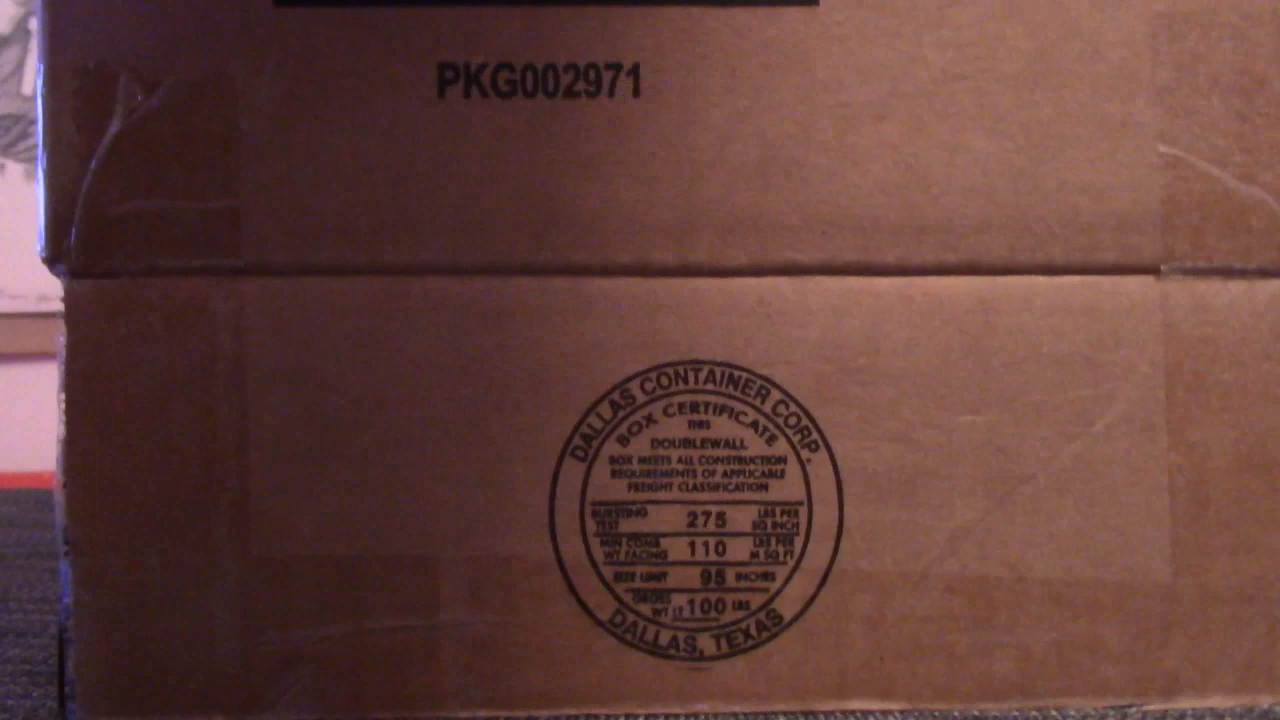 PKG002971
DALLAS CONTAINER CORP.
BOX CERTIFICATE
THIS
DOUBLEWALL
BOX MEETS ALL CONSTRUCTION
REQUIREMENTS OF APPLICABLE
FREIGHT CLASSIFICATION
BURSTING TEST 275 LBS PER SQ INCH
MIN COMB WT FACING 110 LBS PER M SQ FT
SIZE LIMIT 95 INCHES
GROSS WT LT 100 LBS
DALLAS, TEXAS